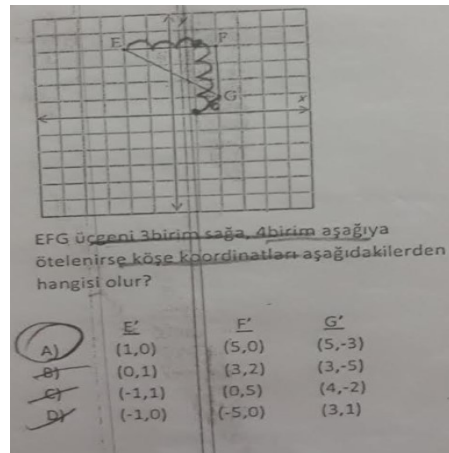 y
E F
G
x
EFG üçgeni 3birim sağa, 4birim aşağıya
ötelenirse köşe koordinatları aşağıdakilerden
hangisi olur?
E' F' G'
A) (1,0) (5,0) (5,-3)
B) (0,1) (3,2) (3,-5)
C) (-1,1) (0,5) (4,-2)
D) (-1,0) (-5,0) (3,1)